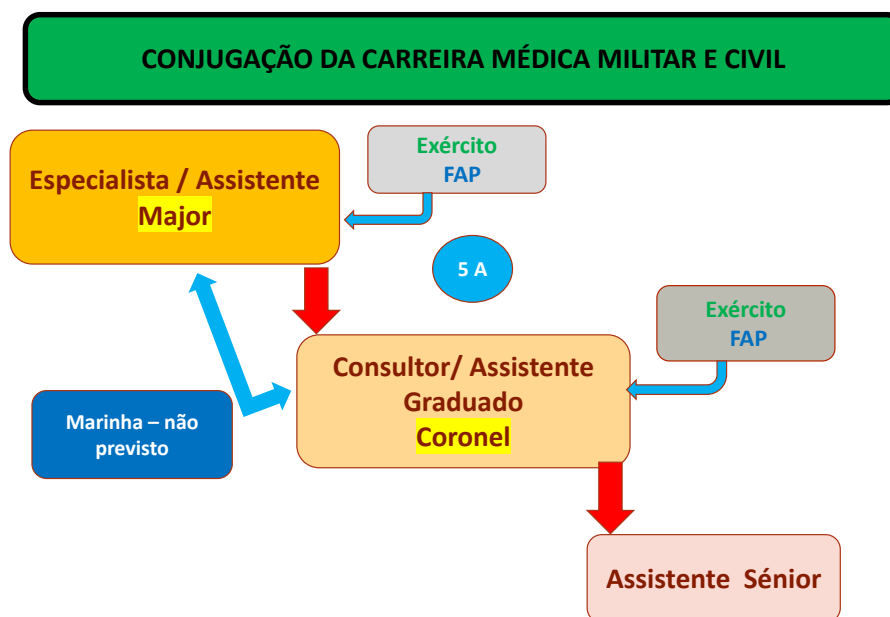 CONJUGAÇÃO DA CARREIRA MÉDICA MILITAR E CIVIL
Especialista / Assistente
Major
Exército
FAP
5 A
Exército
FAP
Consultor/ Assistente
Graduado
Coronel
Marinha – não
previsto
Assistente Sénior